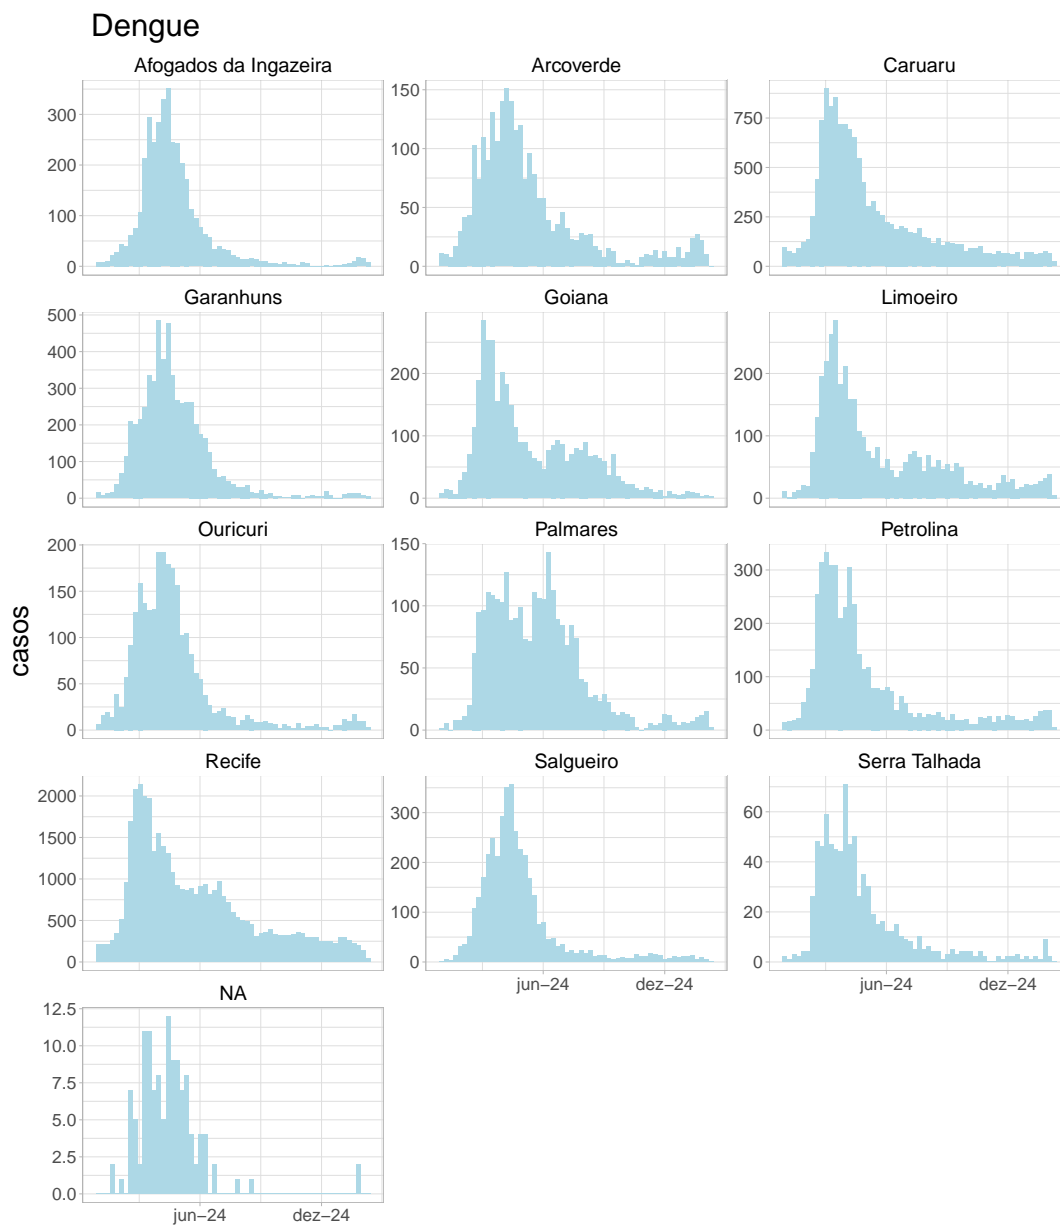 Dengue
Afogados da Ingazeira
Arcoverde
Caruaru
300
200
100
0
150
100
50
0
750
500
250
0
Garanhuns
Goiana
Limoeiro
500
400
300
200
100
0
200
100
0
200
100
0
Ouricuri
Palmares
Petrolina
200
150
100
50
0
150
100
50
0
300
200
100
0
casos
Recife
Salgueiro
Serra Talhada
2000
1500
1000
500
0
300
200
100
0
60
40
20
0
jun−24
dez−24
jun−24
dez−24
NA
12.5
10.0
7.5
5.0
2.5
0.0
jun−24
dez−24